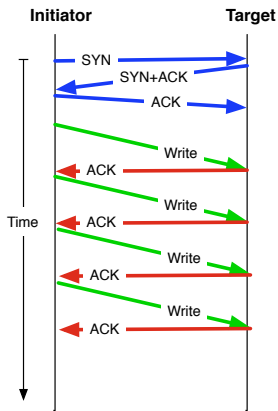 Initiator Target
SYN
SYN+ACK
ACK
Write
ACK
Write
Time
ACK
Write
ACK
Write
ACK